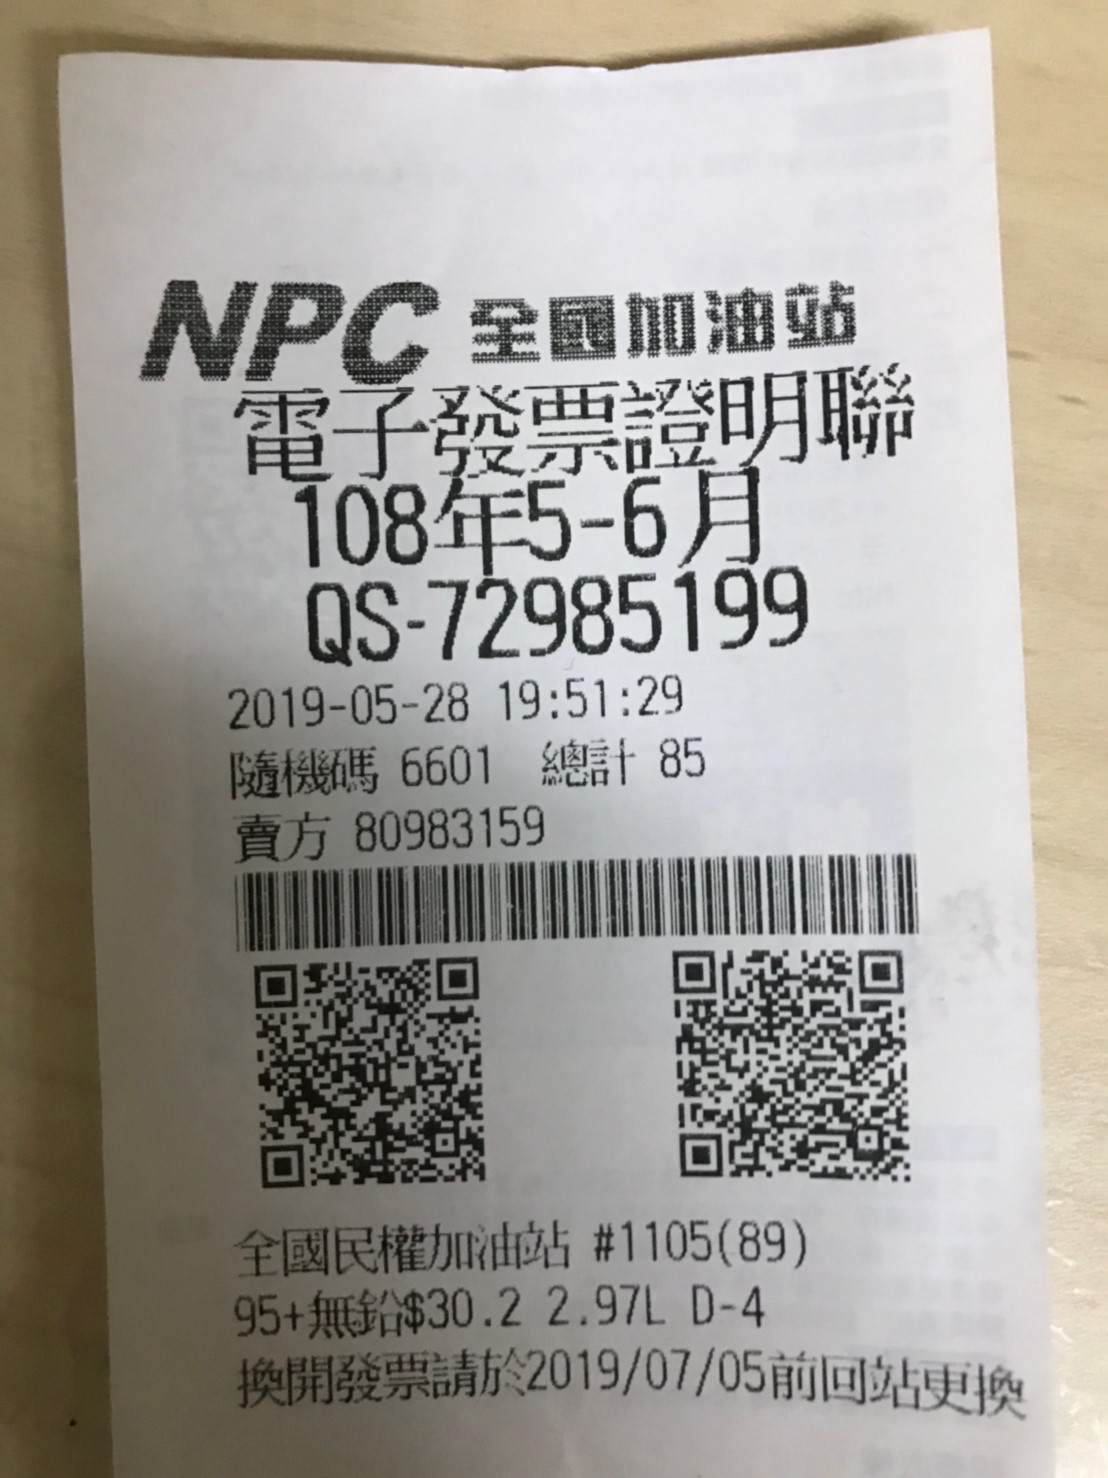 NPC 全國加油站
電子發票證明聯
108年5-6月
QS-72985199
2019-05-28 19:51:29
隨機碼 6601 總計 85
賣方 80983159
全國民權加油站 #1105(89)
95+無鉛$30.2 2.97L D-4
換開發票請於2019/07/05前回站更換